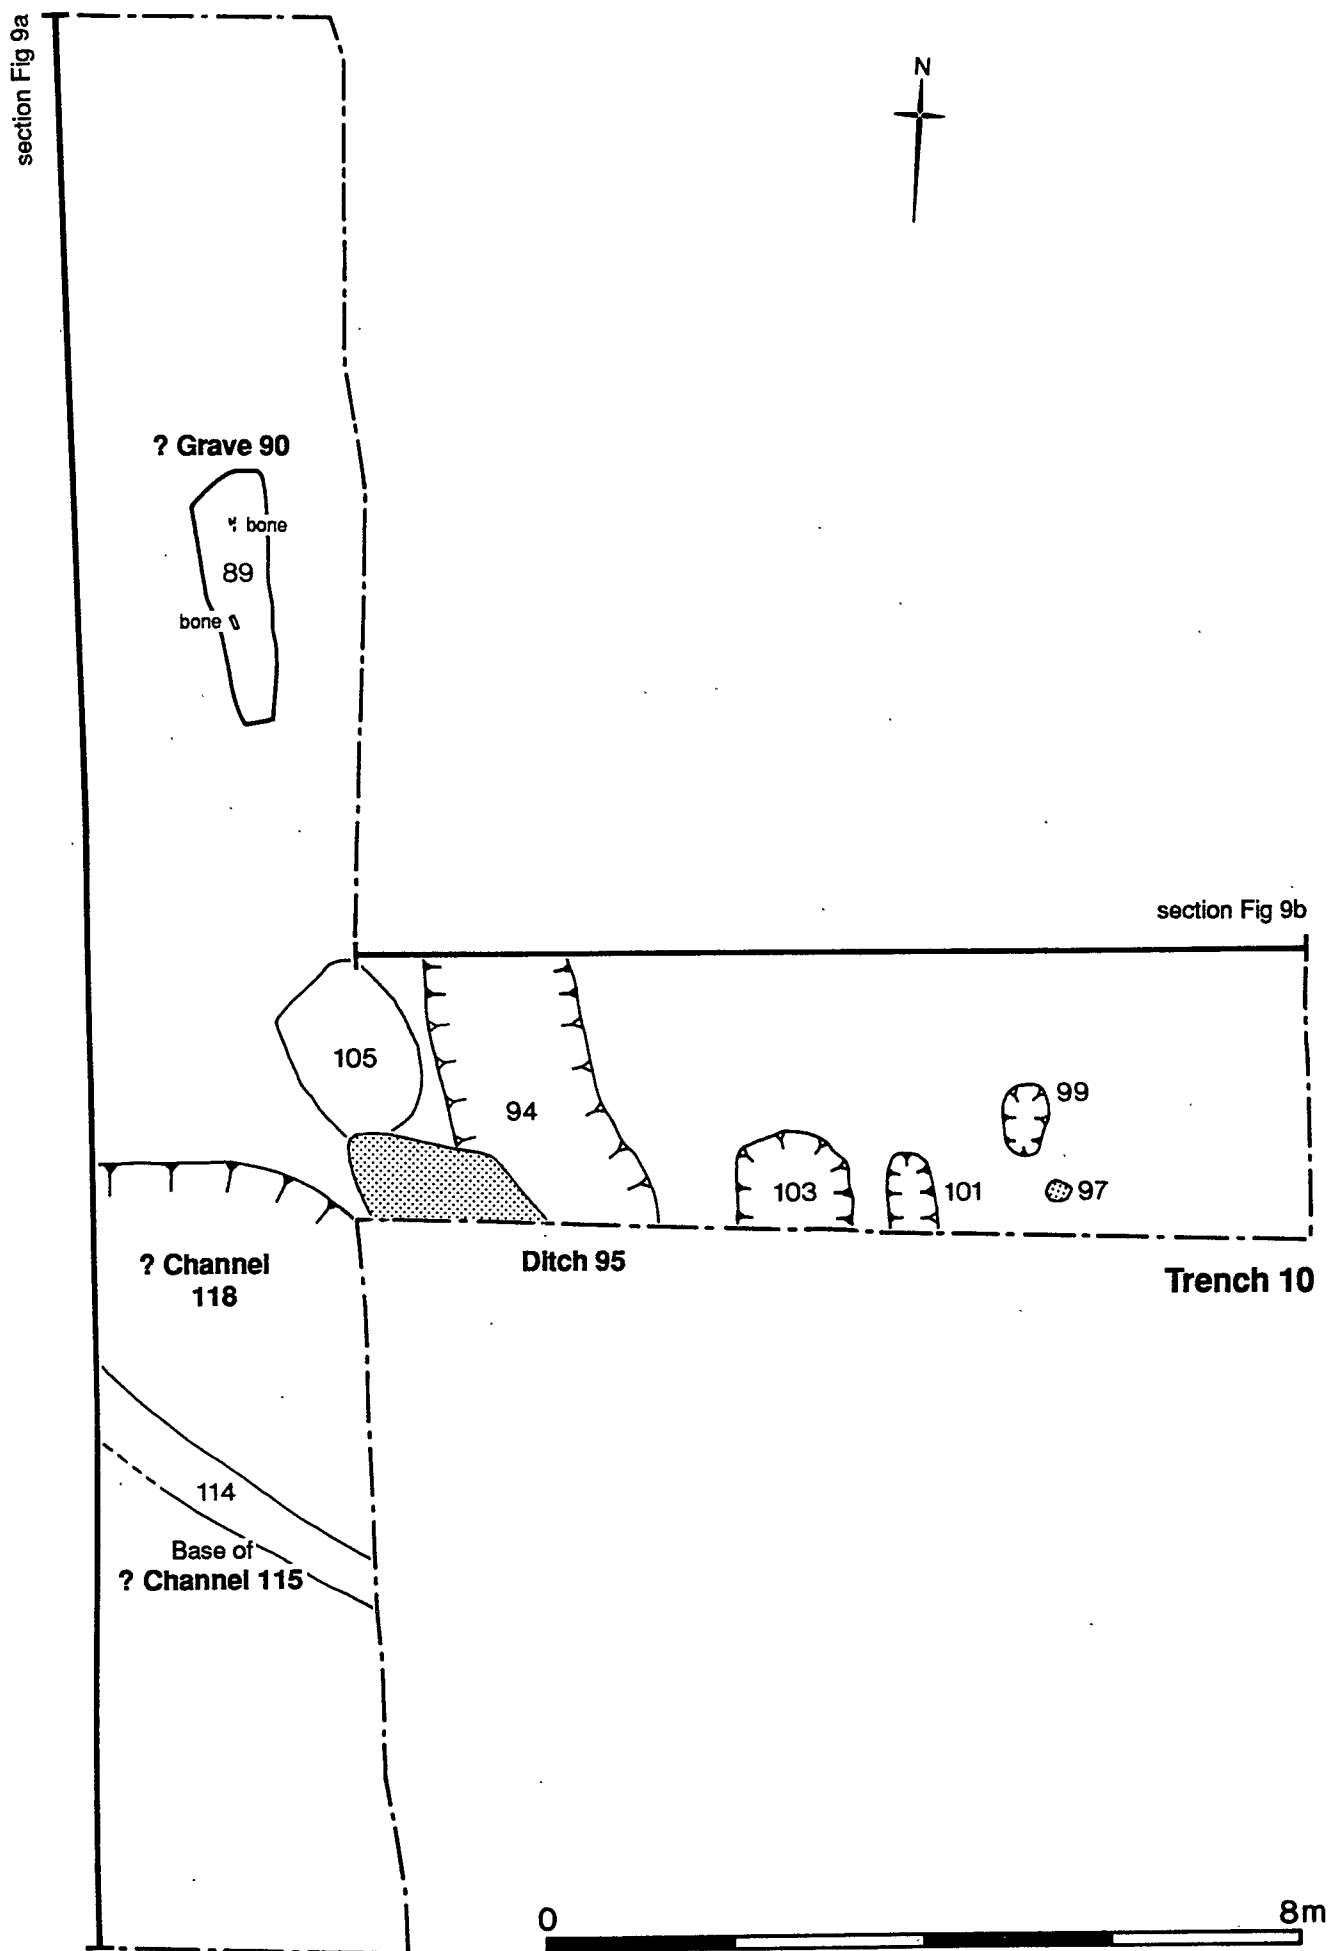 section Fig 9a
N
? Grave 90
bone
89
bone
section Fig 9b
105
94
99
103
101
97
? Channel
118
Ditch 95
Trench 10
114
Base of
? Channel 115
0
8m